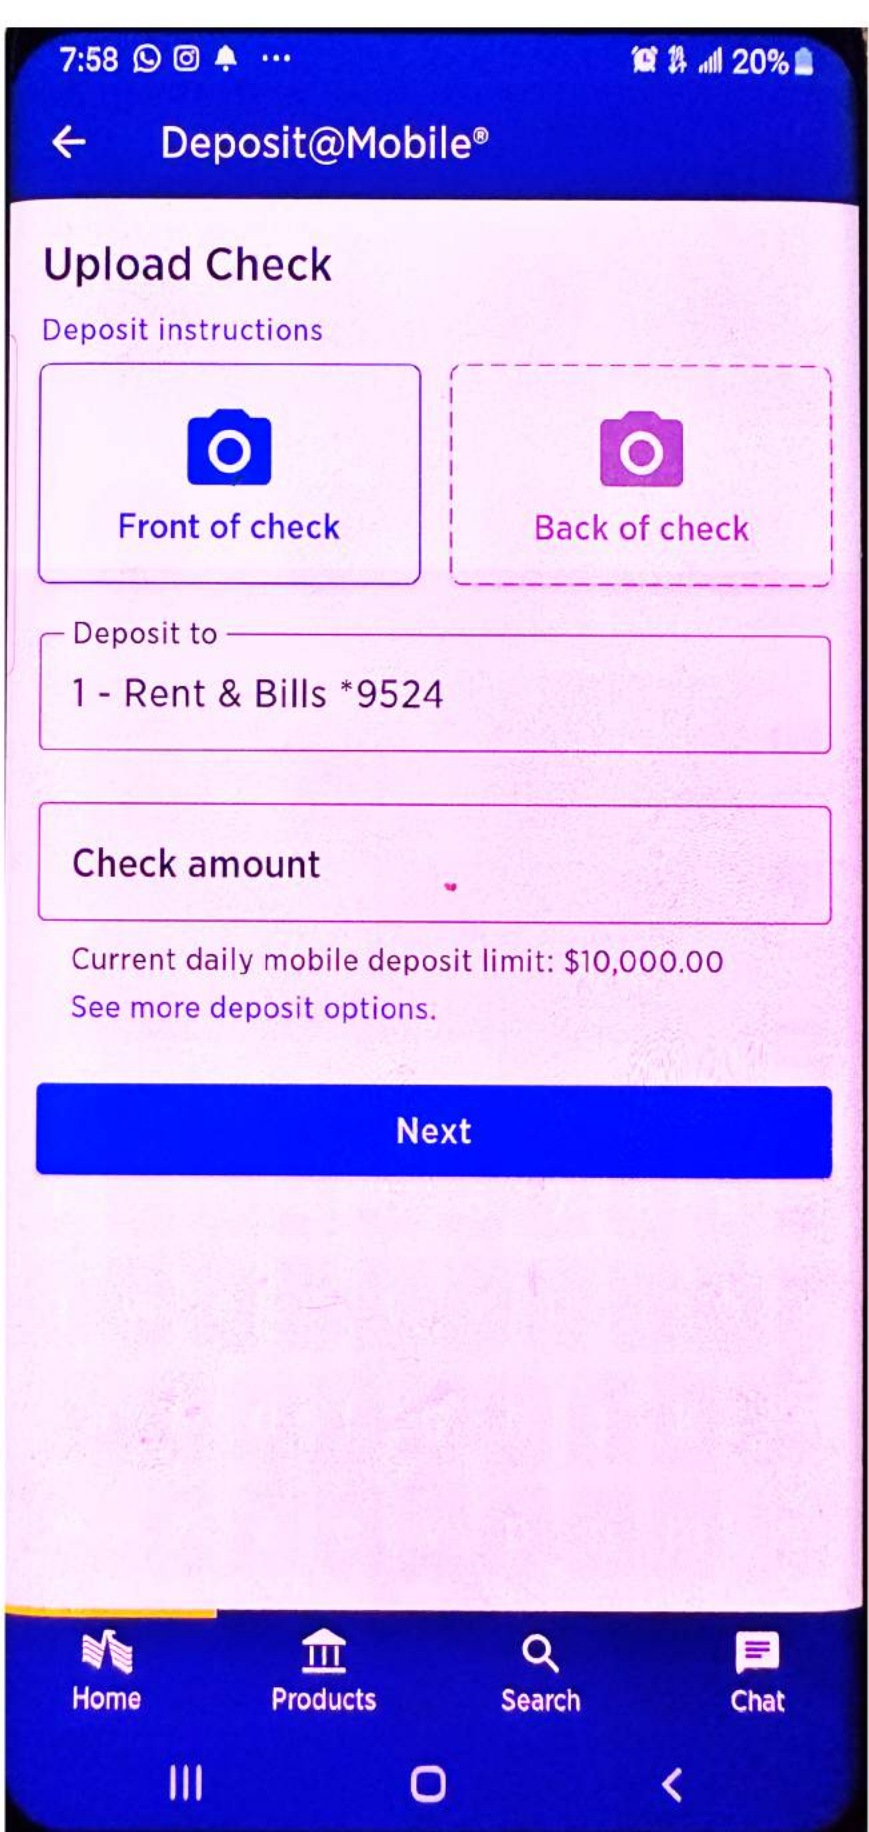 7:58 ... 20%
Deposit@Mobile®
Upload Check
Deposit instructions
Front of check
Back of check
Deposit to
1 - Rent & Bills *9524
Check amount
Current daily mobile deposit limit: $10,000.00
See more deposit options.
Next
Home Products Search Chat